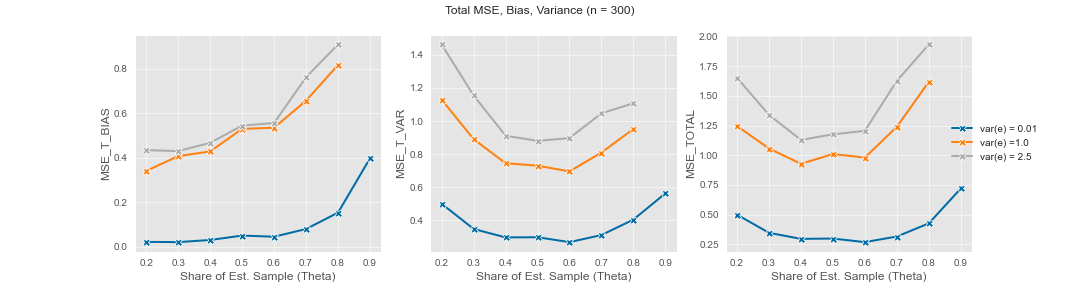 Total MSE, Bias, Variance (n = 300)
MSE_T_BIAS
0.8
0.6
0.4
0.2
0.0
0.2 0.3 0.4 0.5 0.6 0.7 0.8 0.9
Share of Est. Sample (Theta)
MSE_T_VAR
1.4
1.2
1.0
0.8
0.6
0.4
0.2 0.3 0.4 0.5 0.6 0.7 0.8 0.9
Share of Est. Sample (Theta)
MSE_TOTAL
2.00
1.75
1.50
1.25
1.00
0.75
0.50
0.25
0.2 0.3 0.4 0.5 0.6 0.7 0.8 0.9
Share of Est. Sample (Theta)
var(e) = 0.01
var(e) =1.0
var(e) = 2.5